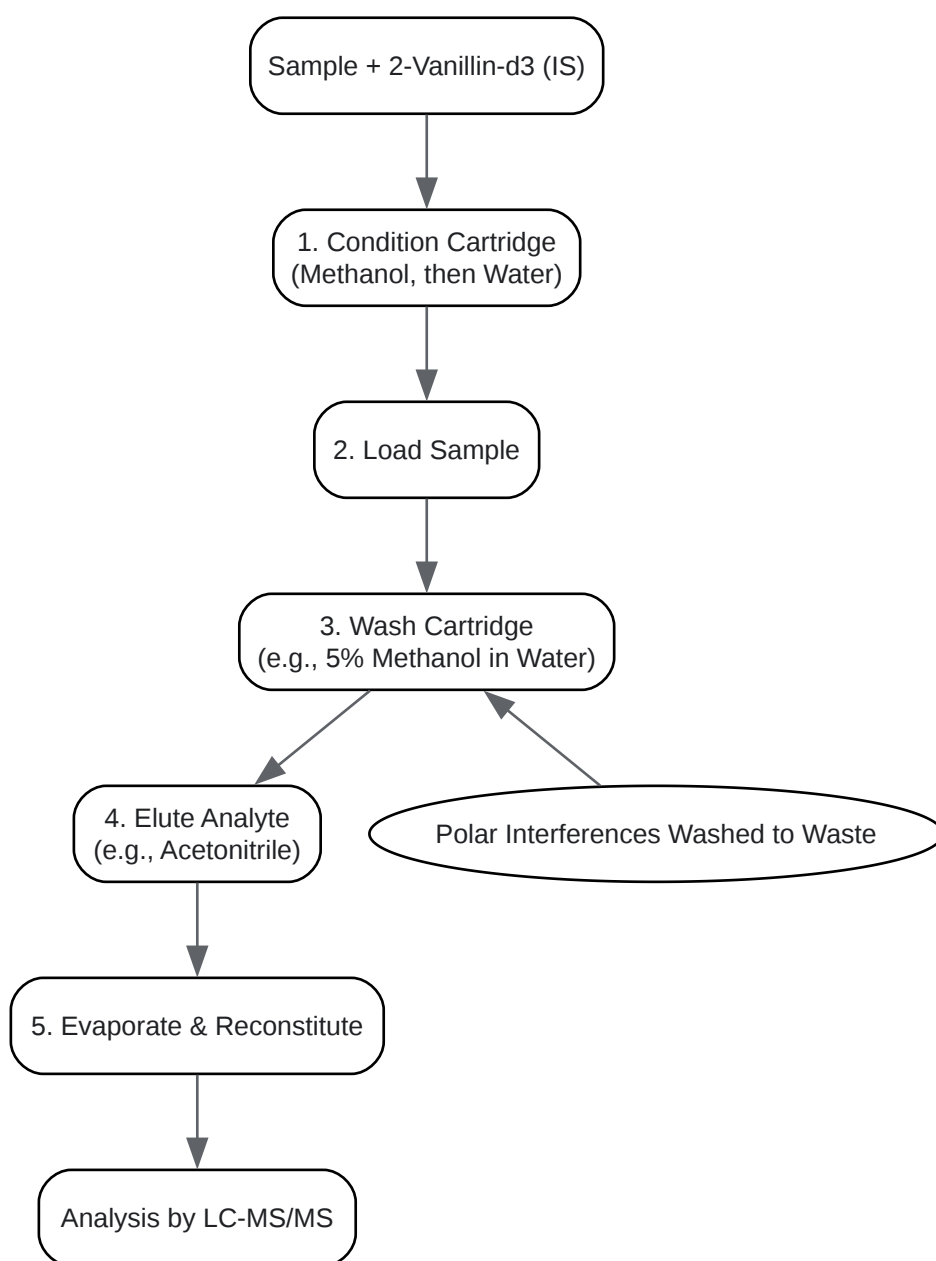 Sample + 2-Vanillin-d3 (IS)
1. Condition Cartridge
(Methanol, then Water)
2. Load Sample
3. Wash Cartridge
(e.g., 5% Methanol in Water)
4. Elute Analyte
(e.g., Acetonitrile)
Polar Interferences Washed to Waste
5. Evaporate & Reconstitute
Analysis by LC-MS/MS